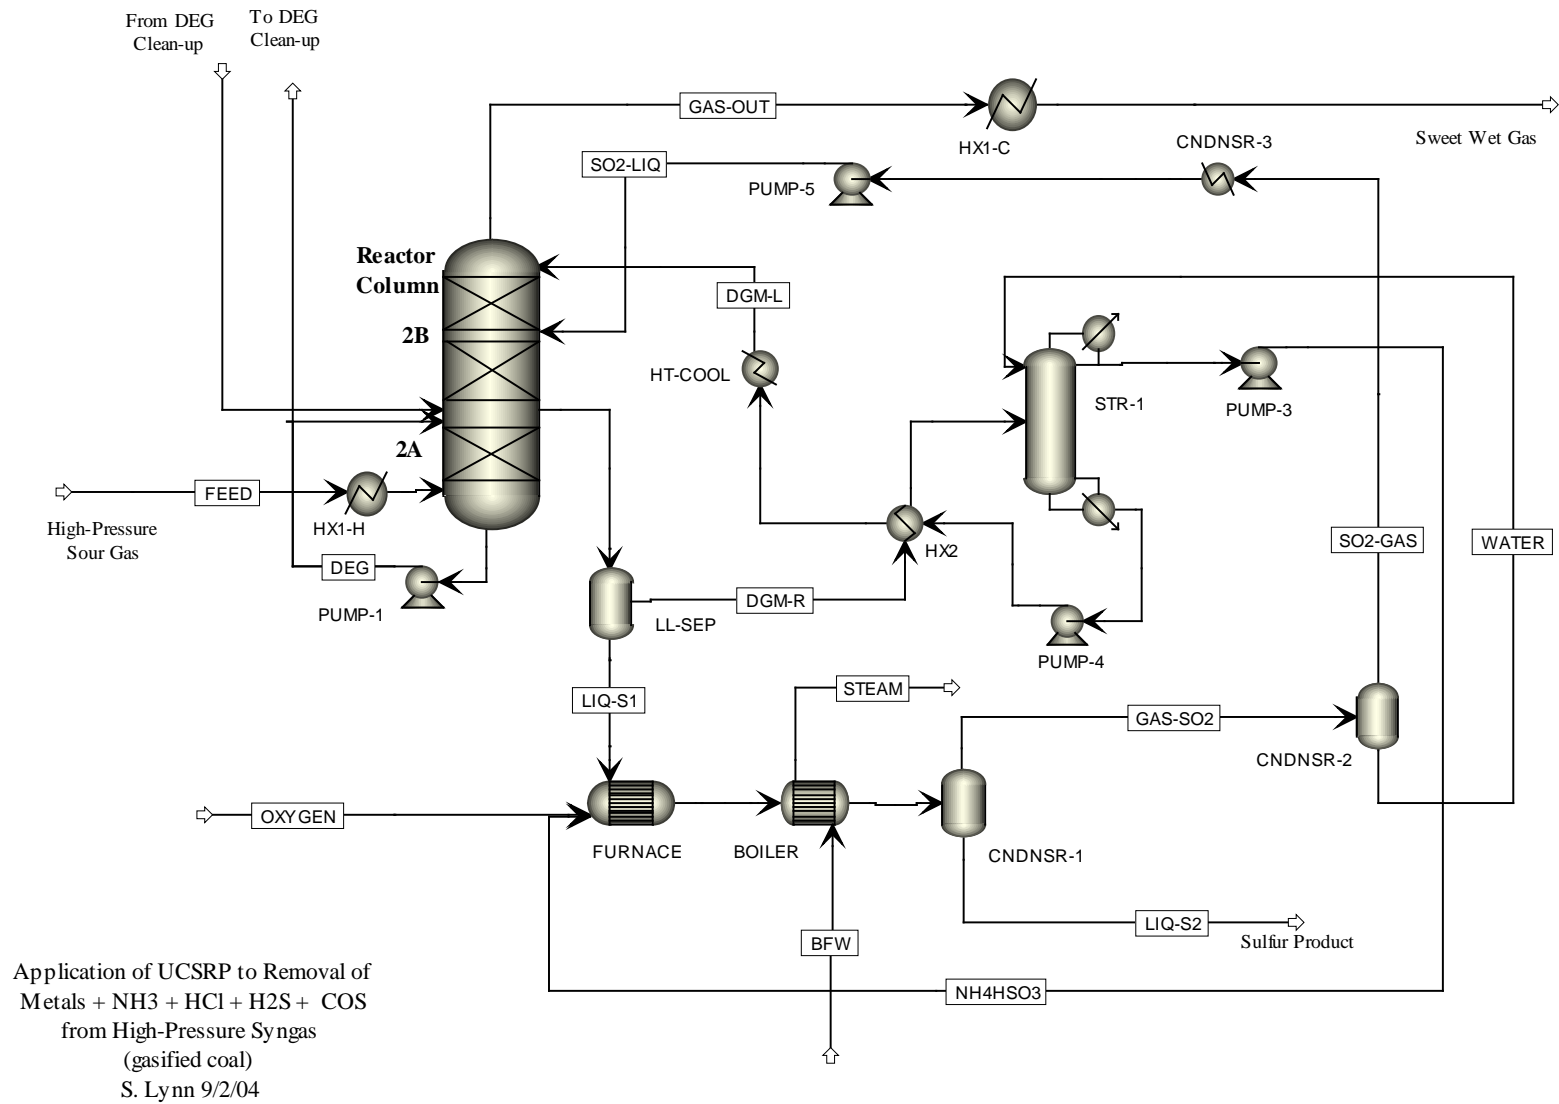 From DEG
Clean-up
To DEG
Clean-up
GAS-OUT
HX1-C
Sweet Wet Gas
CNDNSR-3
SO2-LIQ
PUMP-5
Reactor
Column
DGM-L
2B
HT-COOL
STR-1
PUMP-3
2A
FEED
HX1-H
High-Pressure
Sour Gas
DEG
PUMP-1
HX2
SO2-GAS
WATER
DGM-R
LL-SEP
PUMP-4
LIQ-S1
STEAM
GAS-SO2
CNDNSR-2
OXYGEN
FURNACE
BOILER
CNDNSR-1
LIQ-S2
Sulfur Product
BFW
NH4HSO3
Application of UCSRP to Removal of
Metals + NH3 + HCl + H2S + COS
from High-Pressure Syngas
(gasified coal)
S. Lynn 9/2/04